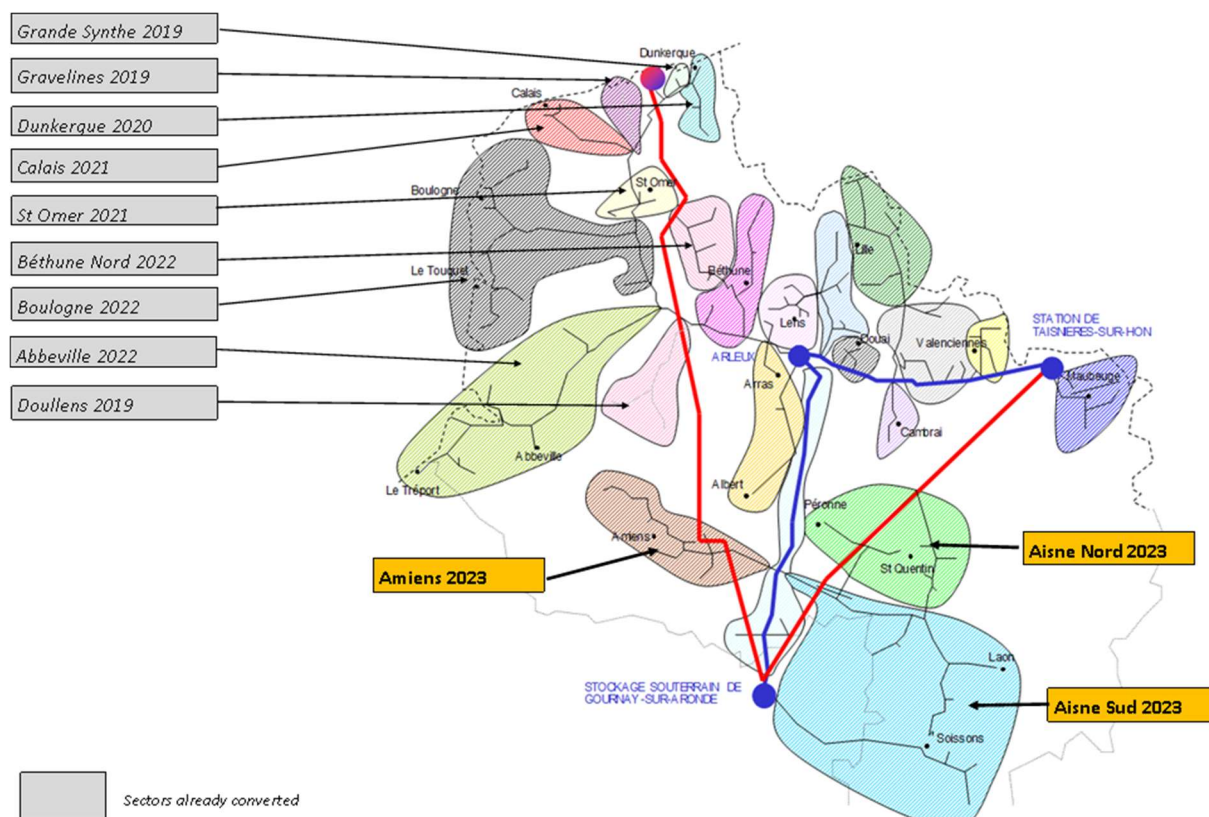 Grande Synthe 2019
Gravelines 2019
Dunkerque 2020
Calais 2021
St Omer 2021
Béthune Nord 2022
Boulogne 2022
Abbeville 2022
Doullens 2019
Dunkerque
Calais
St Omer
Boulogne
Lille
Le Touquet
Béthune
Lens
STATION DE
TAISNIERES-SUR-HON
ARLEUX
Douai
Valenciennes
Maubeuge
Arras
Cambrai
Abbeville
Le Tréport
Albert
Péronne
Amiens
St Quentin
Aisne Nord 2023
Amiens 2023
Laon
STOCKAGE SOUTERRAIN DE
GOURNAY-SUR-ARONDE
Aisne Sud 2023
Soissons
Sectors already converted